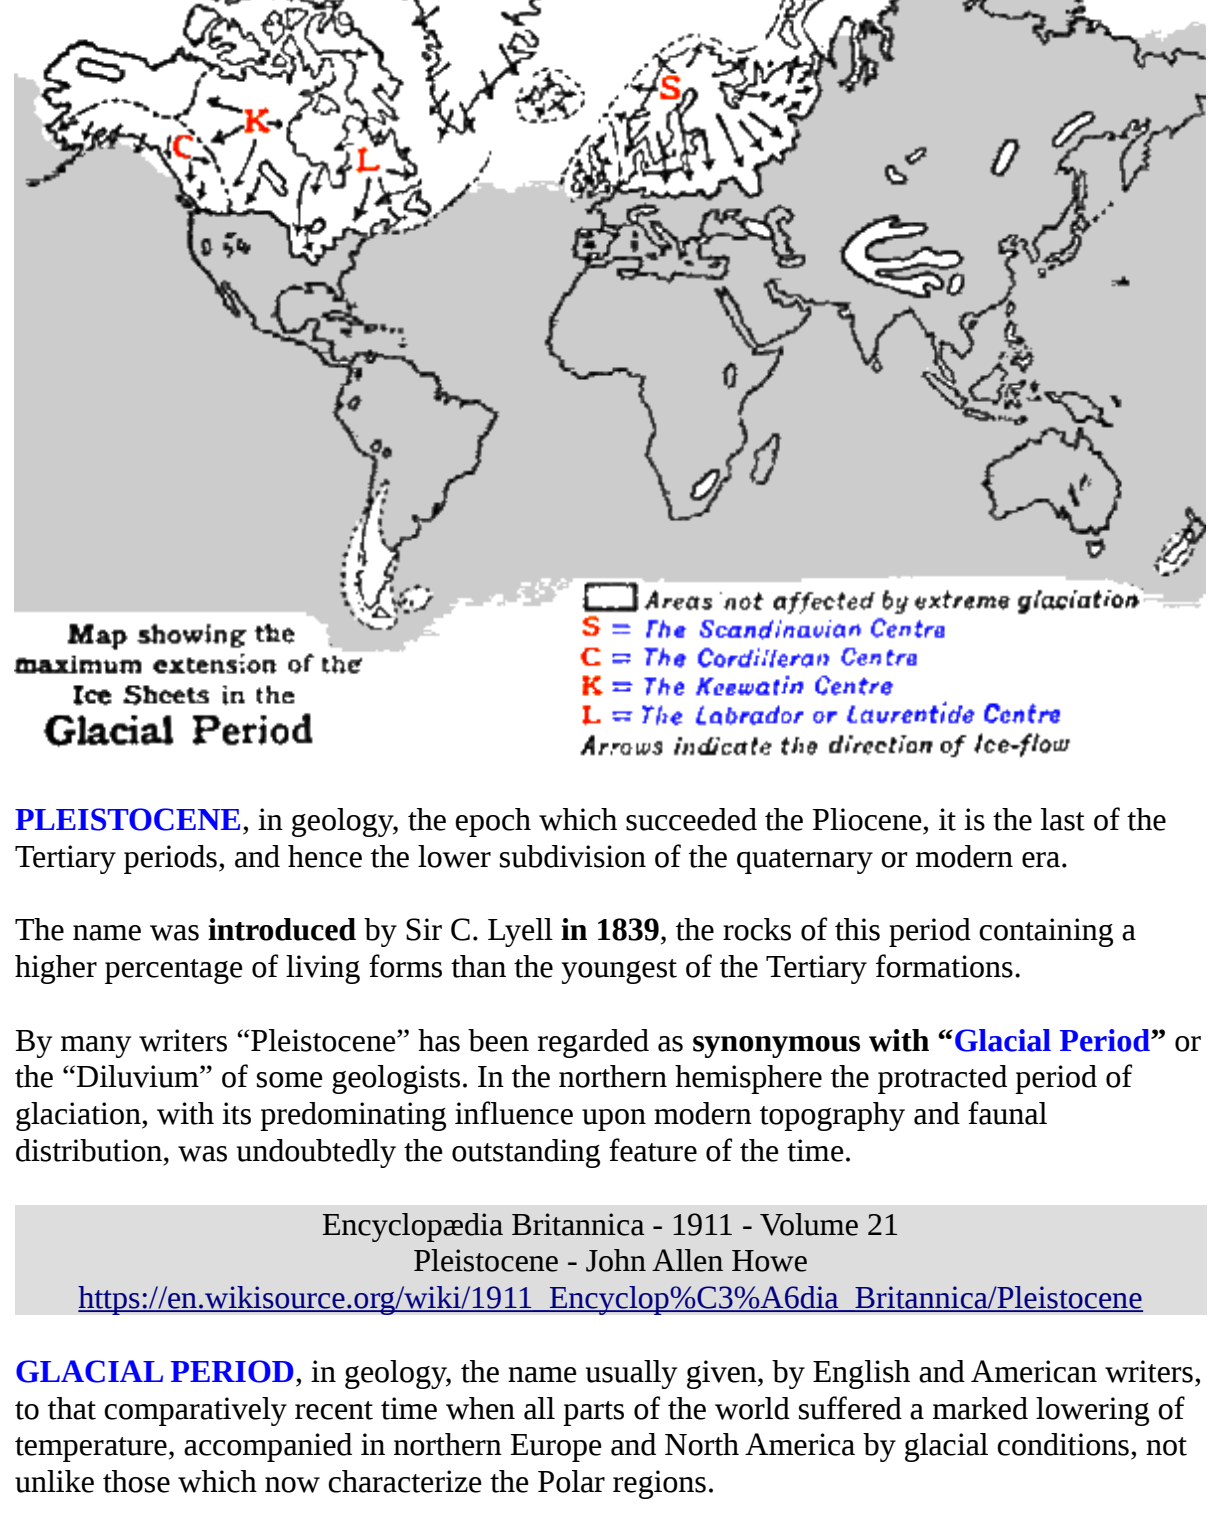 S
K
C
L
Areas not affected by extreme glaciation
S = The Scandinavian Centre
C = The Cordilleran Centre
K = The Keewatin Centre
L = The Labrador or Laurentide Centre
Arrows indicate the direction of Ice-flow
Map showing the
maximum extension of the
Ice Sheets in the
Glacial Period
PLEISTOCENE, in geology, the epoch which succeeded the Pliocene, it is the last of the
Tertiary periods, and hence the lower subdivision of the quaternary or modern era.
The name was introduced by Sir C. Lyell in 1839, the rocks of this period containing a
higher percentage of living forms than the youngest of the Tertiary formations.
By many writers “Pleistocene” has been regarded as synonymous with “Glacial Period” or
the “Diluvium” of some geologists. In the northern hemisphere the protracted period of
glaciation, with its predominating influence upon modern topography and faunal
distribution, was undoubtedly the outstanding feature of the time.
Encyclopædia Britannica - 1911 - Volume 21
Pleistocene - John Allen Howe
https://en.wikisource.org/wiki/1911_Encyclop%C3%A6dia_Britannica/Pleistocene
GLACIAL PERIOD, in geology, the name usually given, by English and American writers,
to that comparatively recent time when all parts of the world suffered a marked lowering of
temperature, accompanied in northern Europe and North America by glacial conditions, not
unlike those which now characterize the Polar regions.